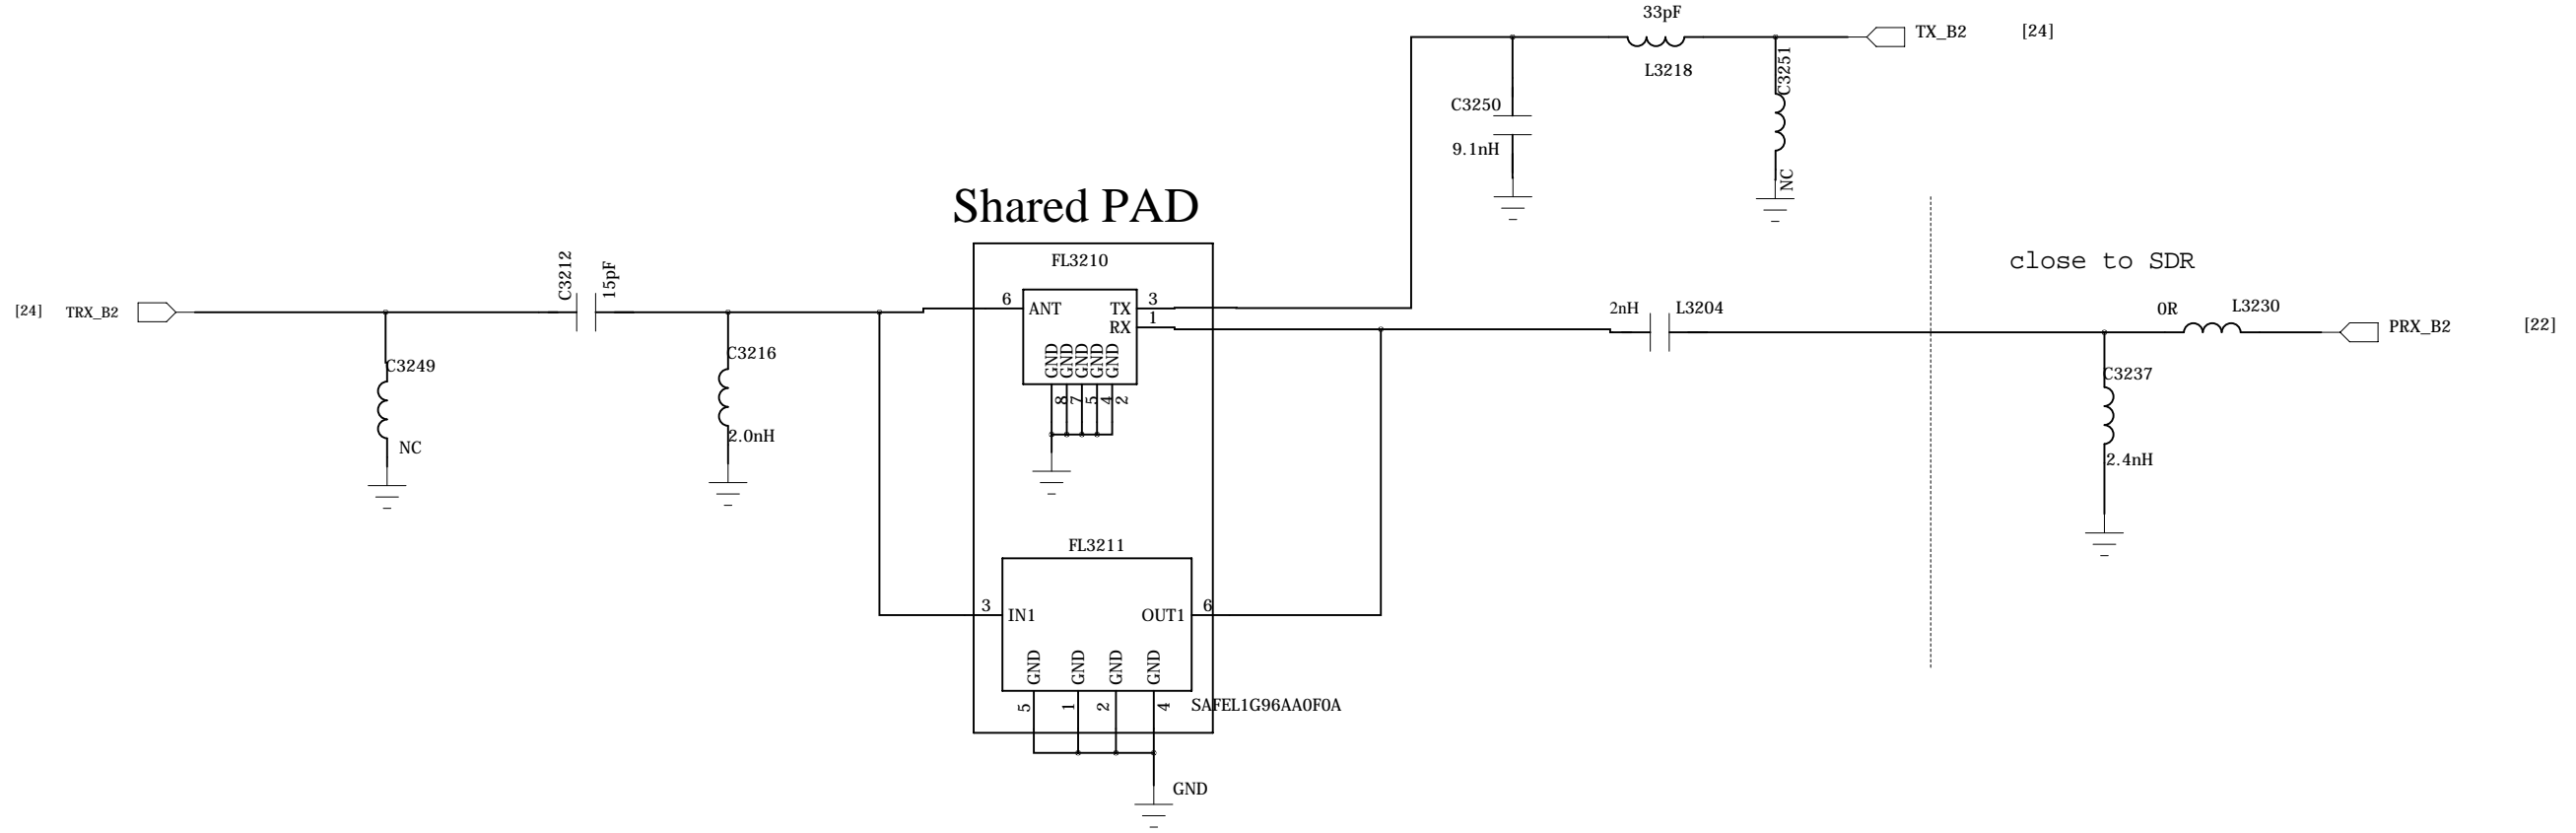 33pF
TX_B2
[24]
L3218
C3251
C3250
9.1nH
NC
Shared PAD
close to SDR
FL3210
C3212
15pF
[24]
TRX_B2
6
ANT
TX
3
RX
1
2nH
L3204
0R
L3230
PRX_B2
[22]
C3249
C3216
GND
GND
GND
GND
GND
C3237
8
7
5
4
2
NC
2.0nH
2.4nH
FL3211
3
IN1
OUT1
6
GND
GND
GND
GND
5
1
2
4
SAFEL1G96AA0F0A
GND